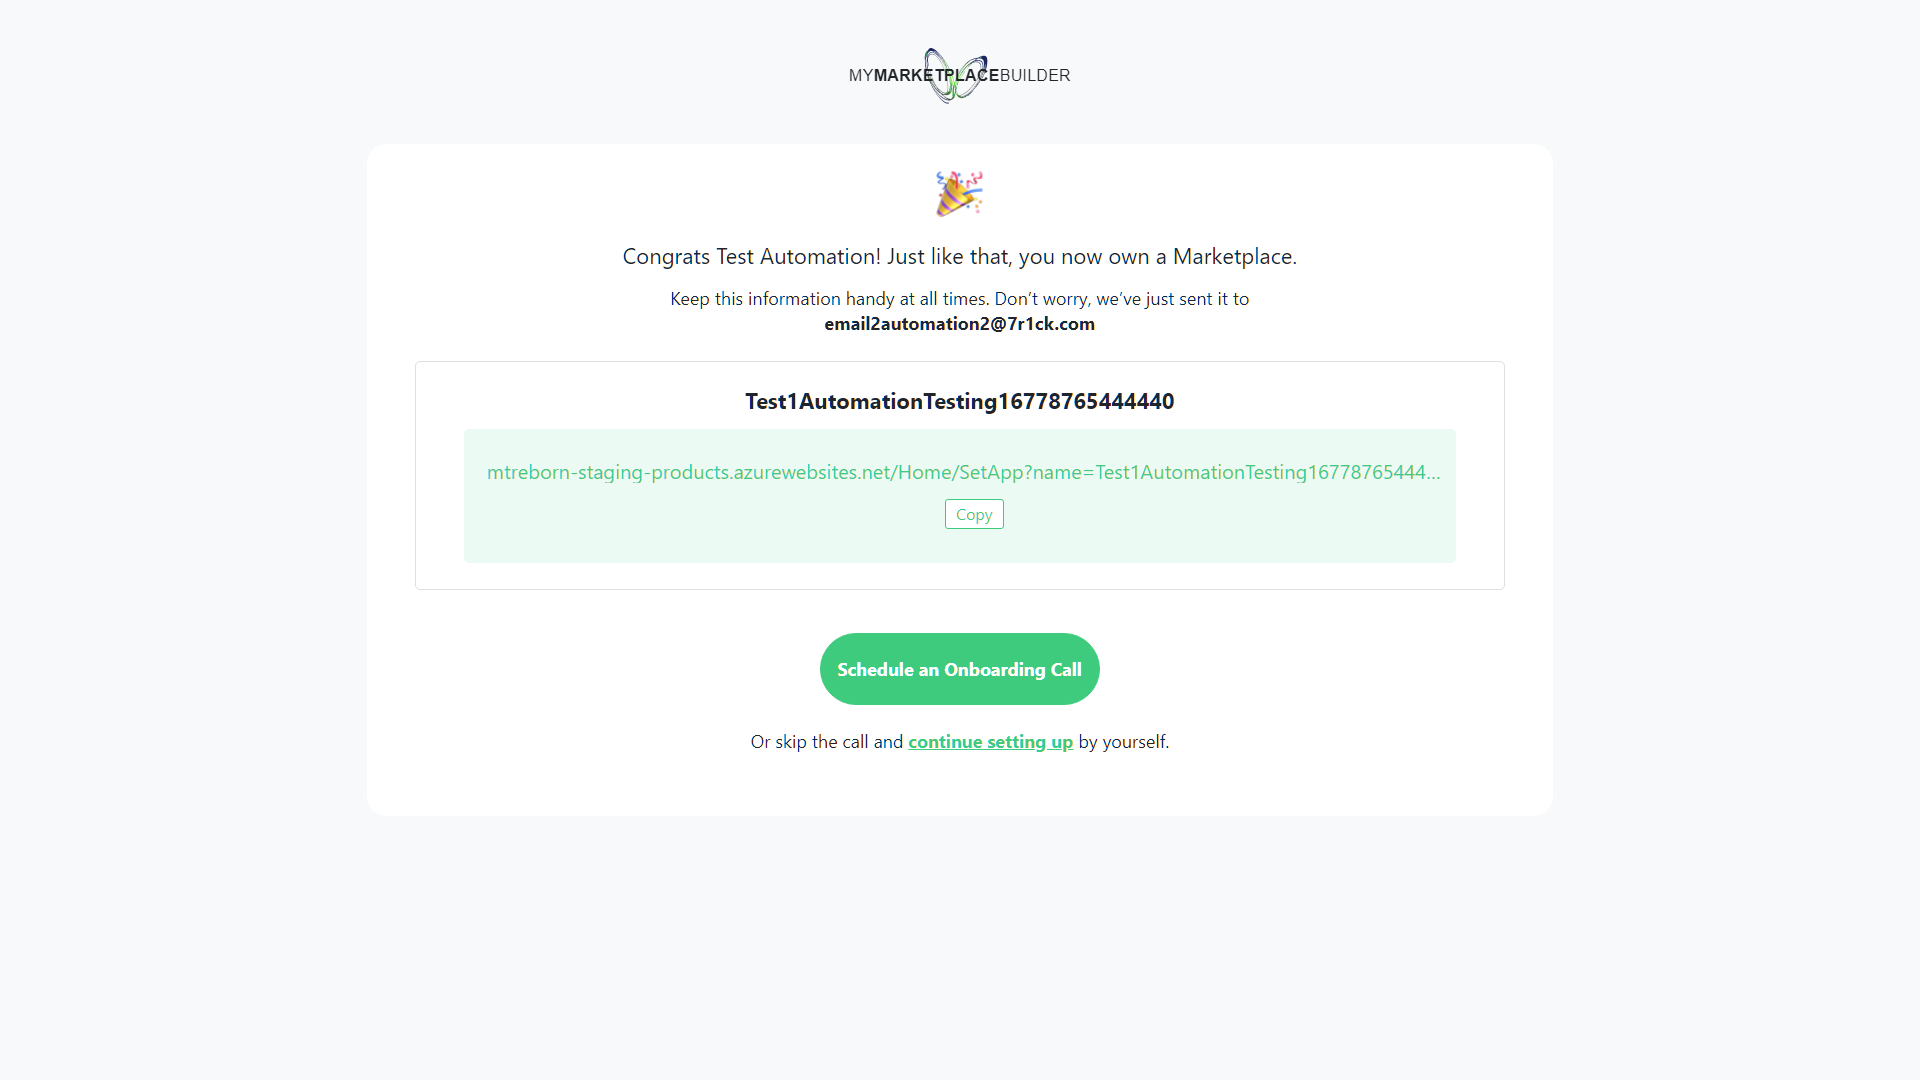 MYMARKETPLACEBUILDER
Congrats Test Automation! Just like that, you now own a Marketplace.
Keep this information handy at all times. Don’t worry, we’ve just sent it to
email2automation2@7r1ck.com
Test1AutomationTesting16778765444440
mtreborn-staging-products.azurewebsites.net/Home/SetApp?name=Test1AutomationTesting16778765444...
Copy
Schedule an Onboarding Call
Or skip the call and continue setting up by yourself.